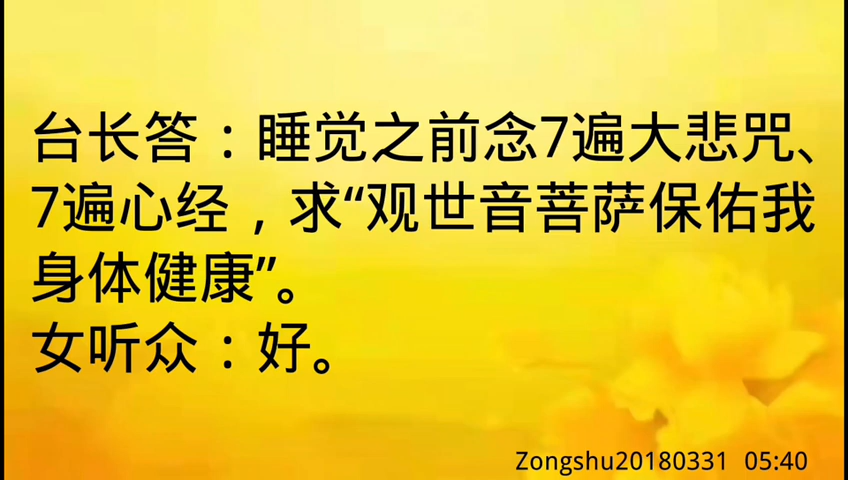 台长答：睡觉之前念7遍大悲咒、
7遍心经，求“观世音菩萨保佑我
身体健康”。
女听众：好。
Zongshu20180331 05:40